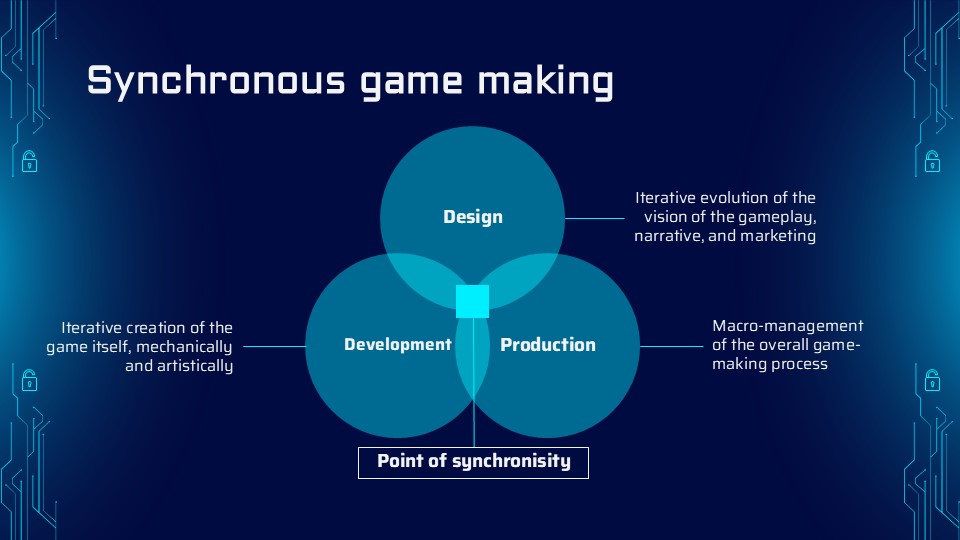 Synchronous game making
Design
Iterative evolution of the
vision of the gameplay,
narrative, and marketing
Iterative creation of the
game itself, mechanically
and artistically
Development
Production
Macro-management
of the overall game-
making process
Point of synchronisity